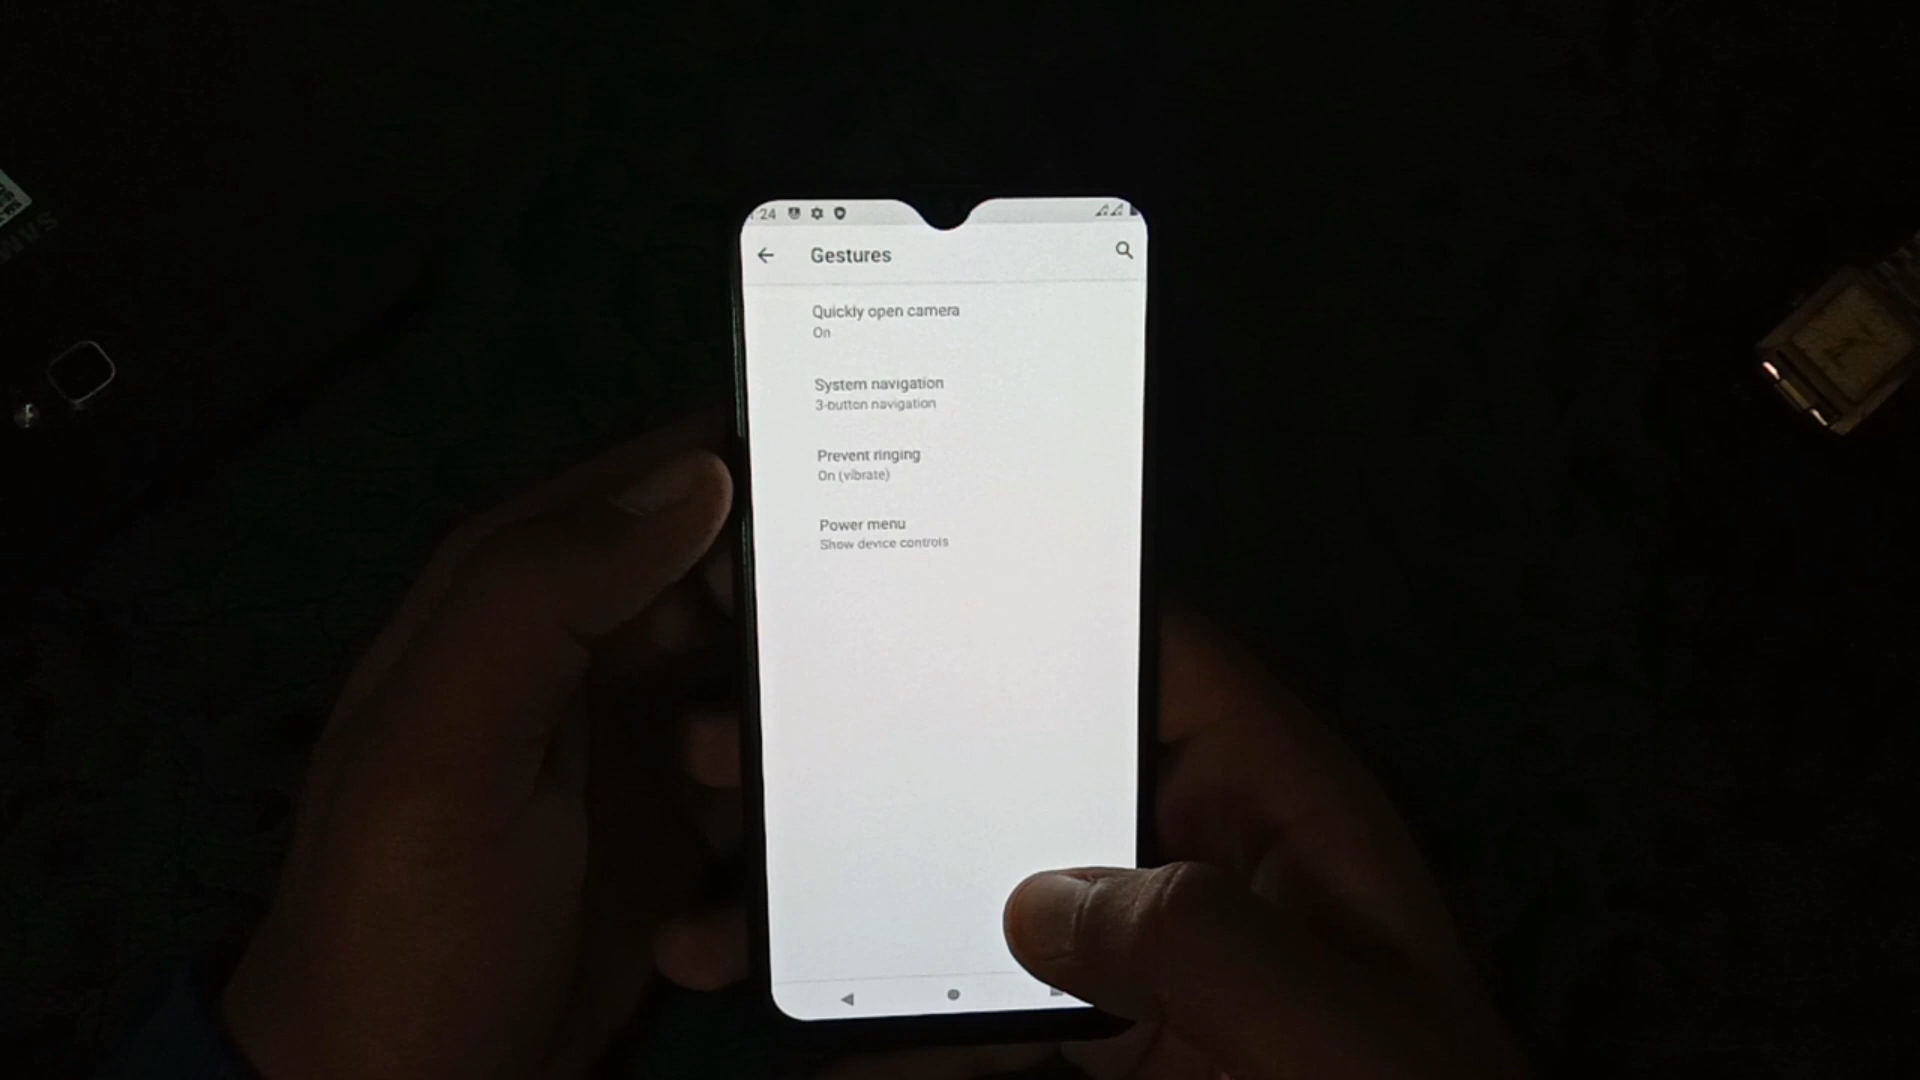 :24
Gestures
Quickly open camera
On
System navigation
3-button navigation
Prevent ringing
On (vibrate)
Power menu
Show device controls